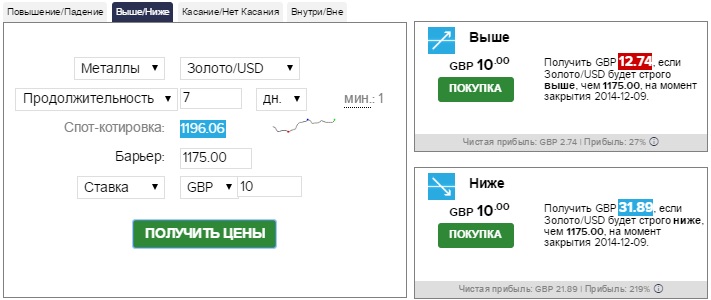 Повышение/Падение Выше/Ниже Касание/Нет Касания Внутри/Вне
Металлы Золото/USD
Продолжительность 7 дн. мин.: 1
Спот-котировка: 1196.06
Барьер: 1175.00
Ставка GBP 10
ПОЛУЧИТЬ ЦЕНЫ
Выше
GBP 10.00
ПОКУПКА
Получить GBP 12.74, если
Золото/USD будет строго
выше, чем 1175.00, на момент
закрытия 2014-12-09.
Чистая прибыль: GBP 2.74 | Прибыль: 27%
Ниже
GBP 10.00
ПОКУПКА
Получить GBP 31.89, если
Золото/USD будет строго ниже,
чем 1175.00, на момент
закрытия 2014-12-09.
Чистая прибыль: GBP 21.89 | Прибыль: 219%